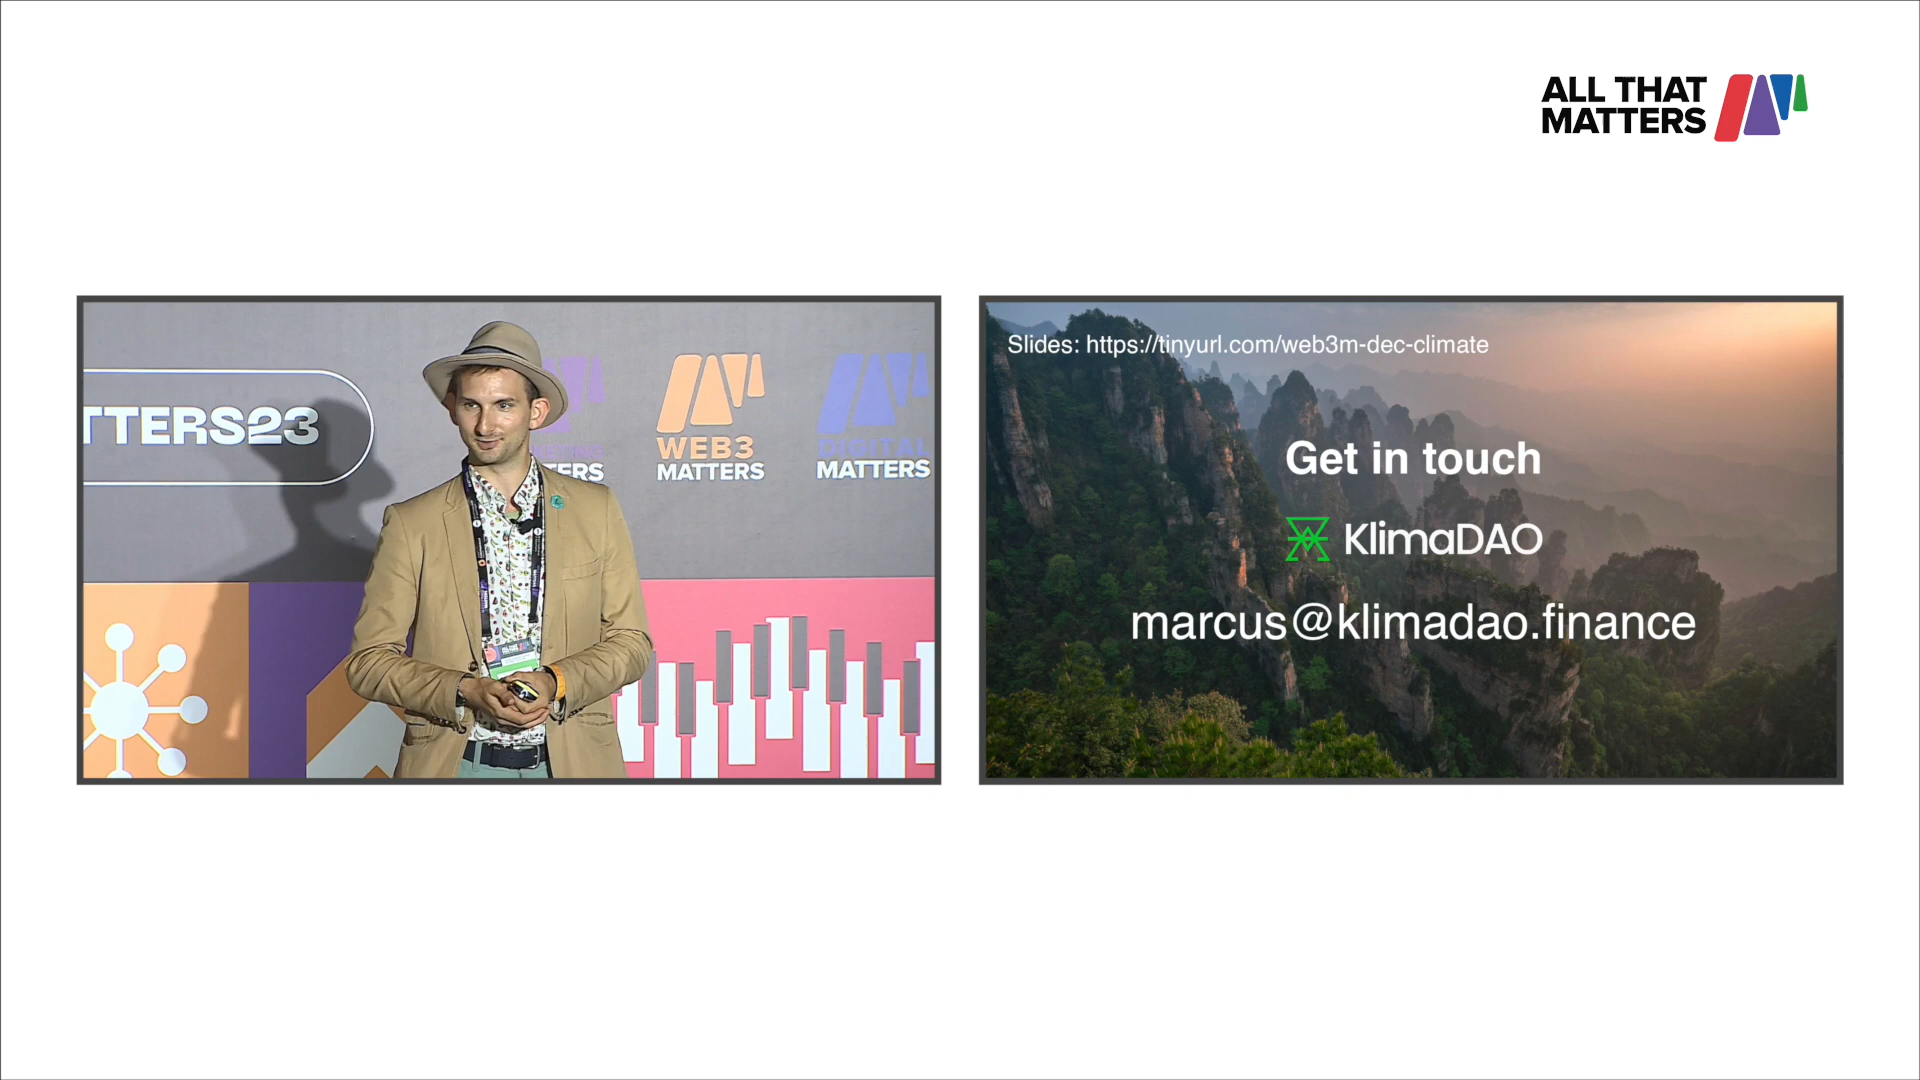 ALL THAT
MATTERS
TTERS23
WEB3
MATTERS
DIGITAL
MATTERS
Slides: https://tinyurl.com/web3m-dec-climate
Get in touch
KlimaDAO
marcus@klimadao.finance